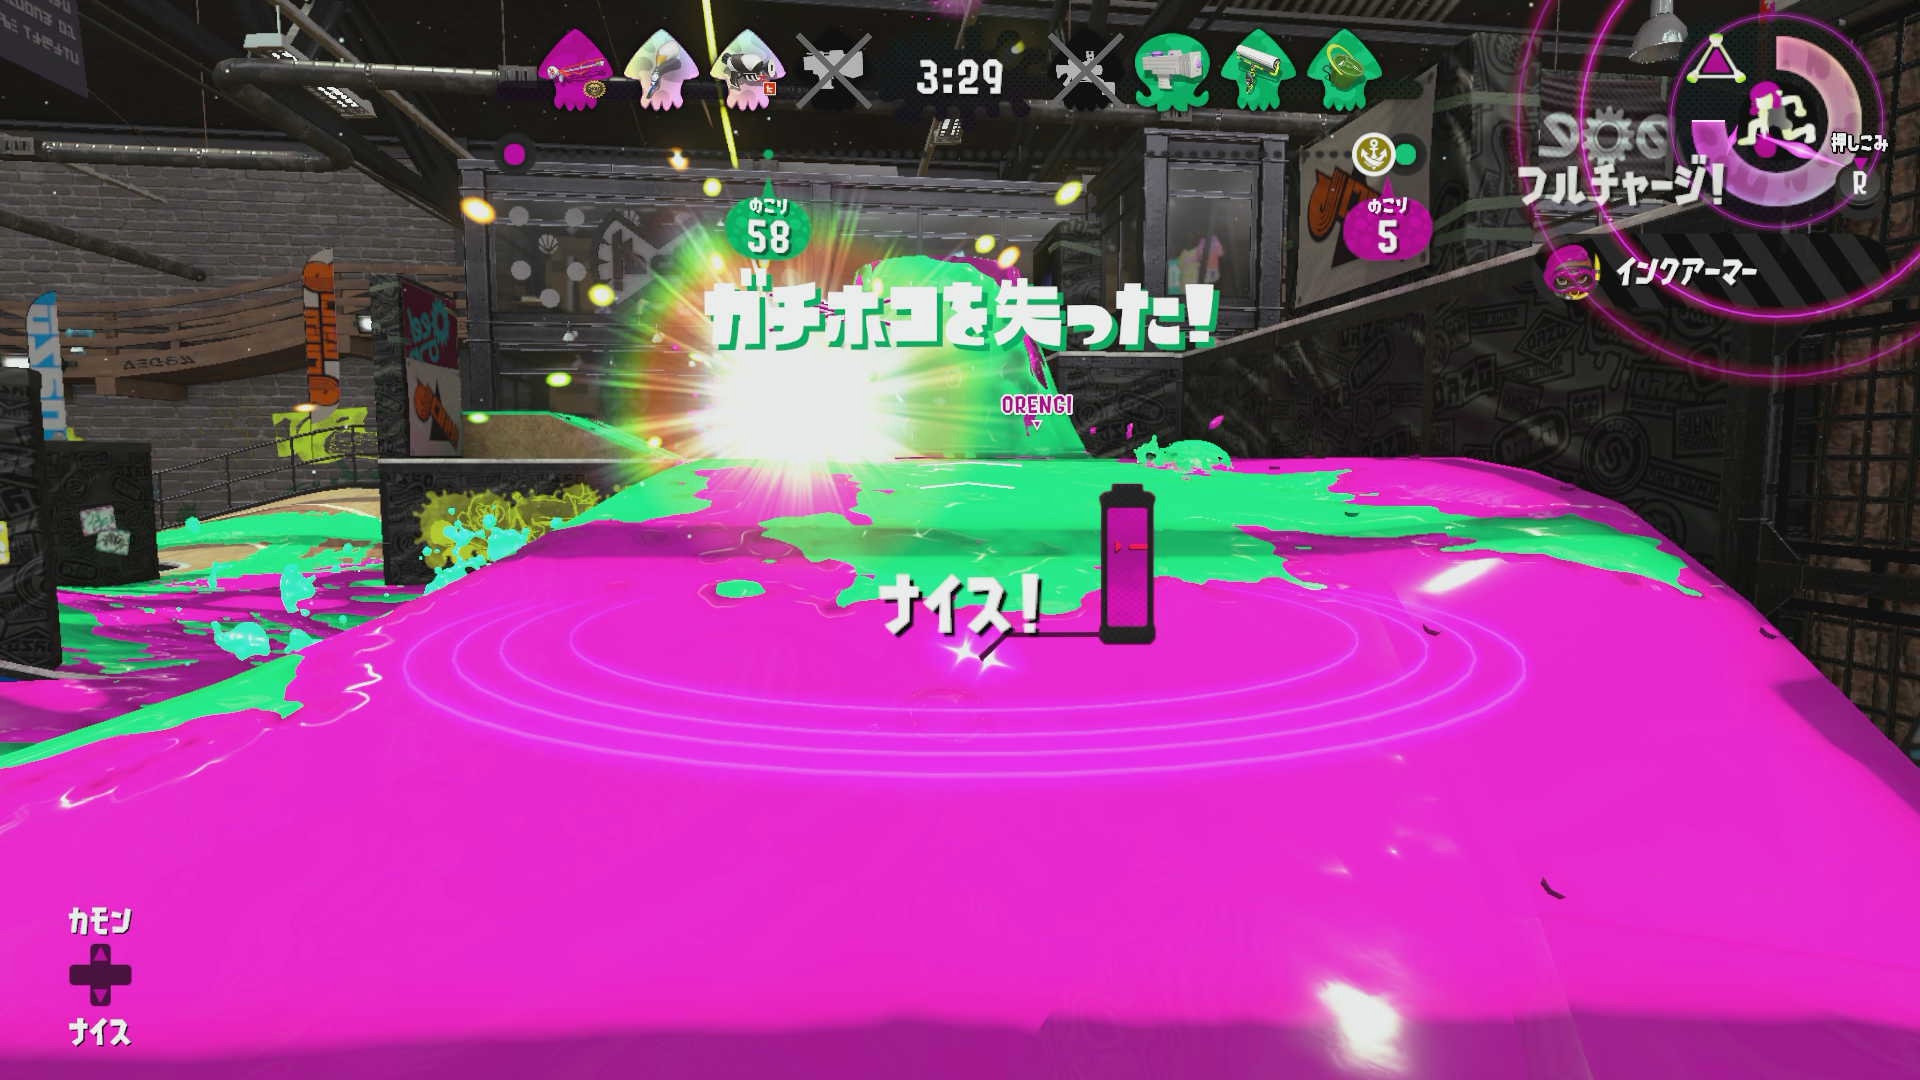 3:29
のこり
58
のこり
5
押しこみ
R
フルチャージ!
インクアーマー
ガチホコを失った!
ORENGI
ナイス!
カモン
ナイス